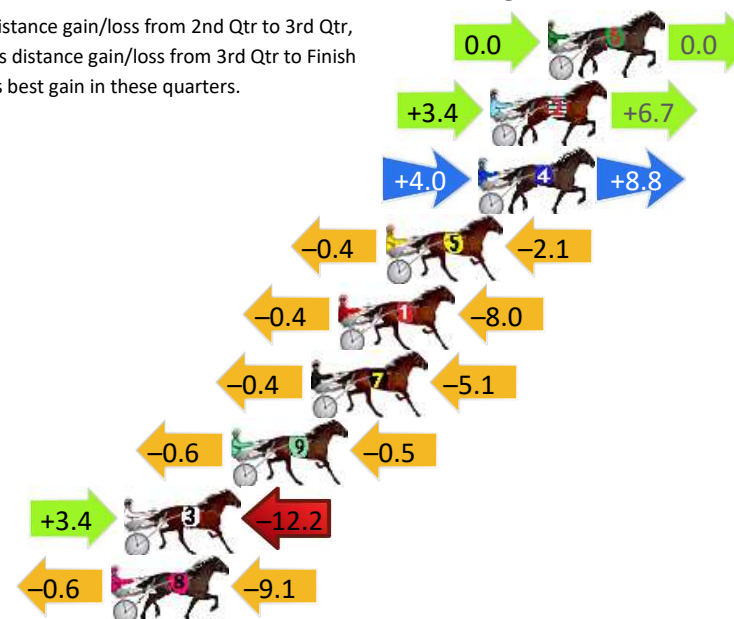 distance gain/loss from 2nd Qtr to 3rd Qtr,
s distance gain/loss from 3rd Qtr to Finish
s best gain in these quarters.
0.0 6 0.0
+3.4 +6.7
+4.0 4 +8.8
–0.4 5 –2.1
–0.4 1 –8.0
–0.4 7 –5.1
–0.6 9 –0.5
+3.4 3 –12.2
–0.6 8 –9.1